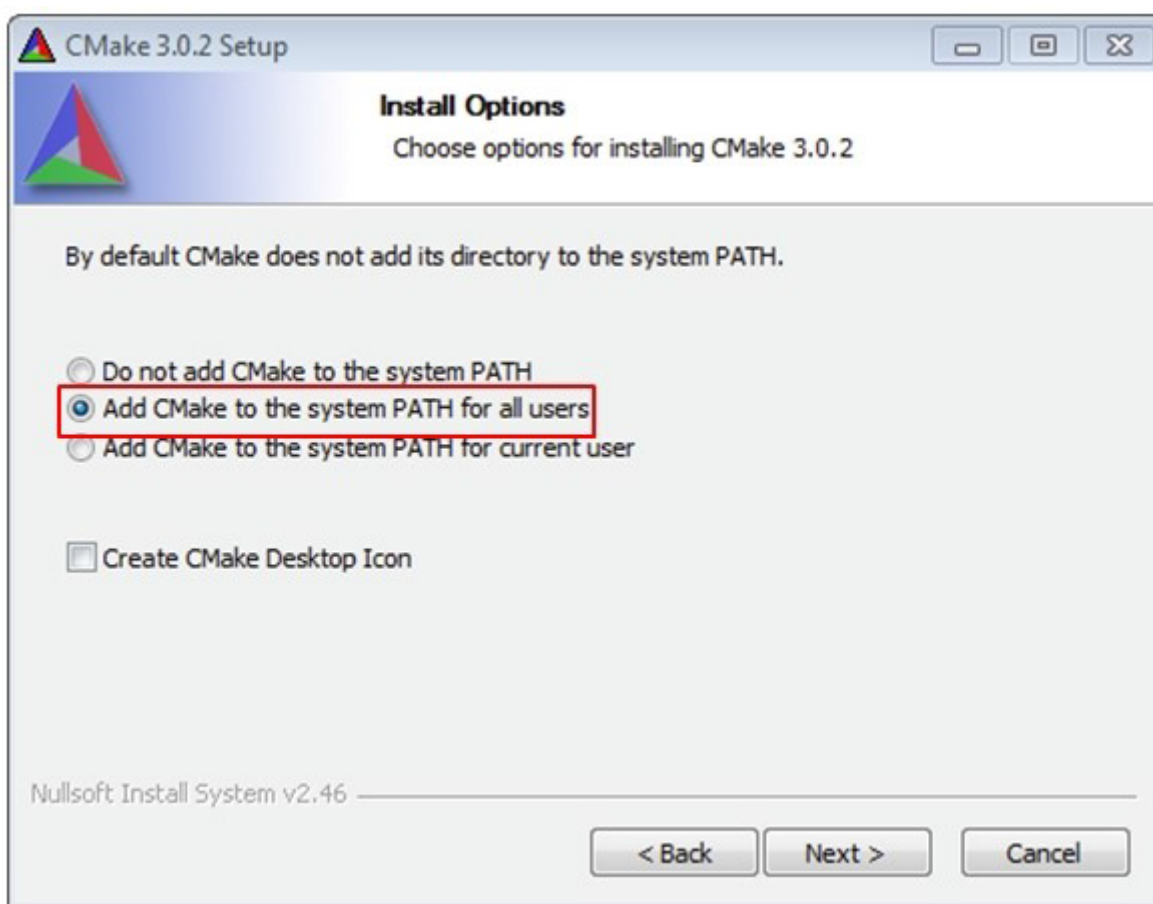 CMake 3.0.2 Setup
Install Options
Choose options for installing CMake 3.0.2
By default CMake does not add its directory to the system PATH.
Do not add CMake to the system PATH
Add CMake to the system PATH for all users
Add CMake to the system PATH for current user
Create CMake Desktop Icon
Nullsoft Install System v2.46
< Back Next > Cancel